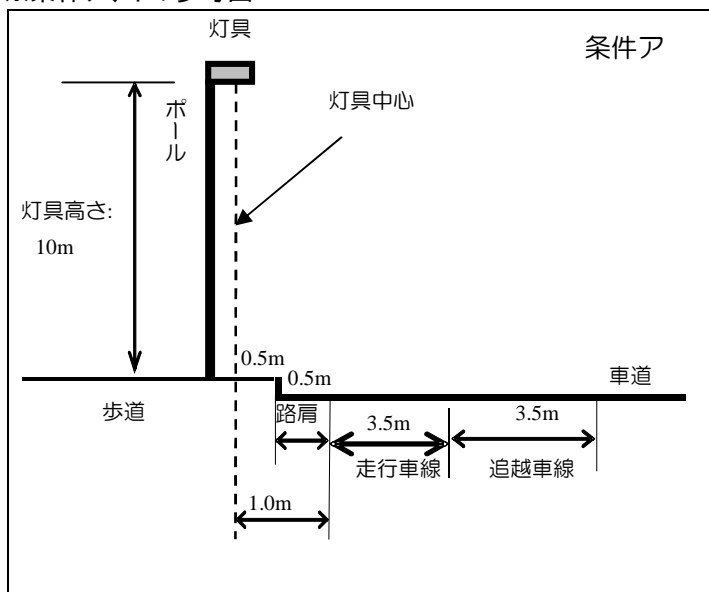 灯具
条件ア
灯具中心
ポール
灯具高さ:
10m
0.5m
0.5m
車道
歩道
路肩
3.5m
3.5m
走行車線
追越車線
1.0m